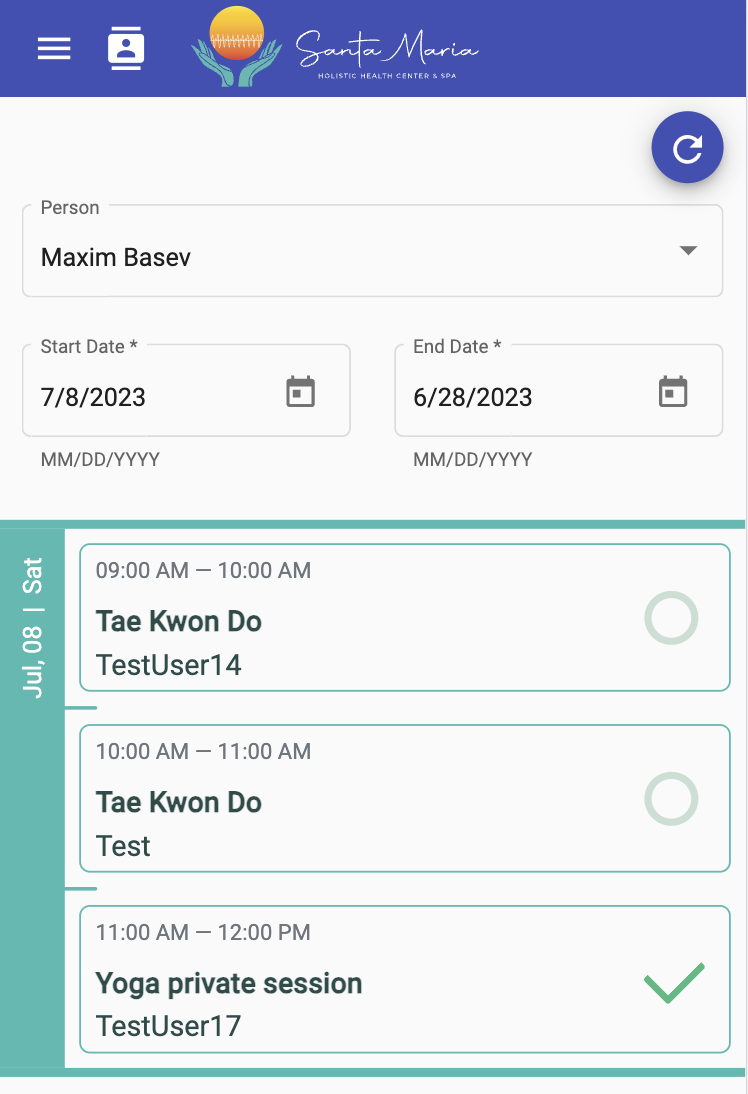 Santa Maria
HOLISTIC HEALTH CENTER & SPA
Person
Maxim Basev
Start Date *
7/8/2023
MM/DD/YYYY
End Date *
6/28/2023
MM/DD/YYYY
Jul, 08 | Sat
09:00 AM — 10:00 AM
Tae Kwon Do
TestUser14
10:00 AM — 11:00 AM
Tae Kwon Do
Test
11:00 AM — 12:00 PM
Yoga private session
TestUser17